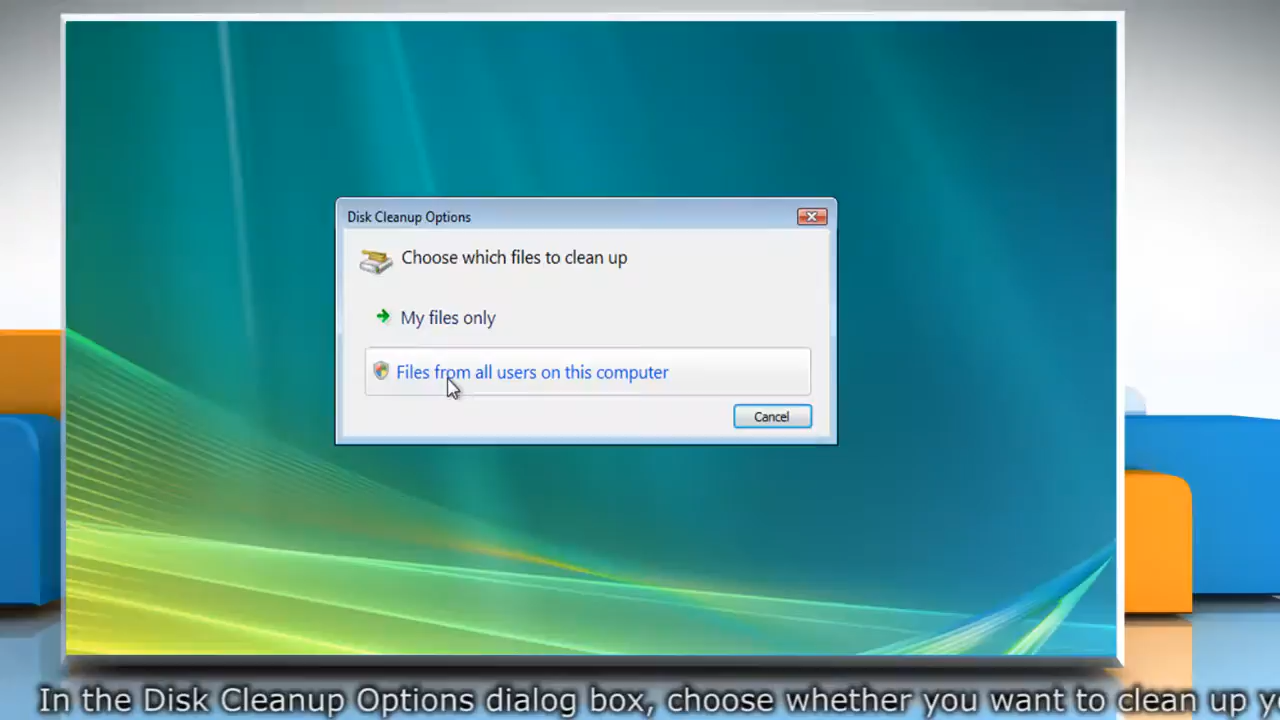 Disk Cleanup Options
Choose which files to clean up
My files only
Files from all users on this computer
Cancel
In the Disk Cleanup Options dialog box, choose whether you want to clean up